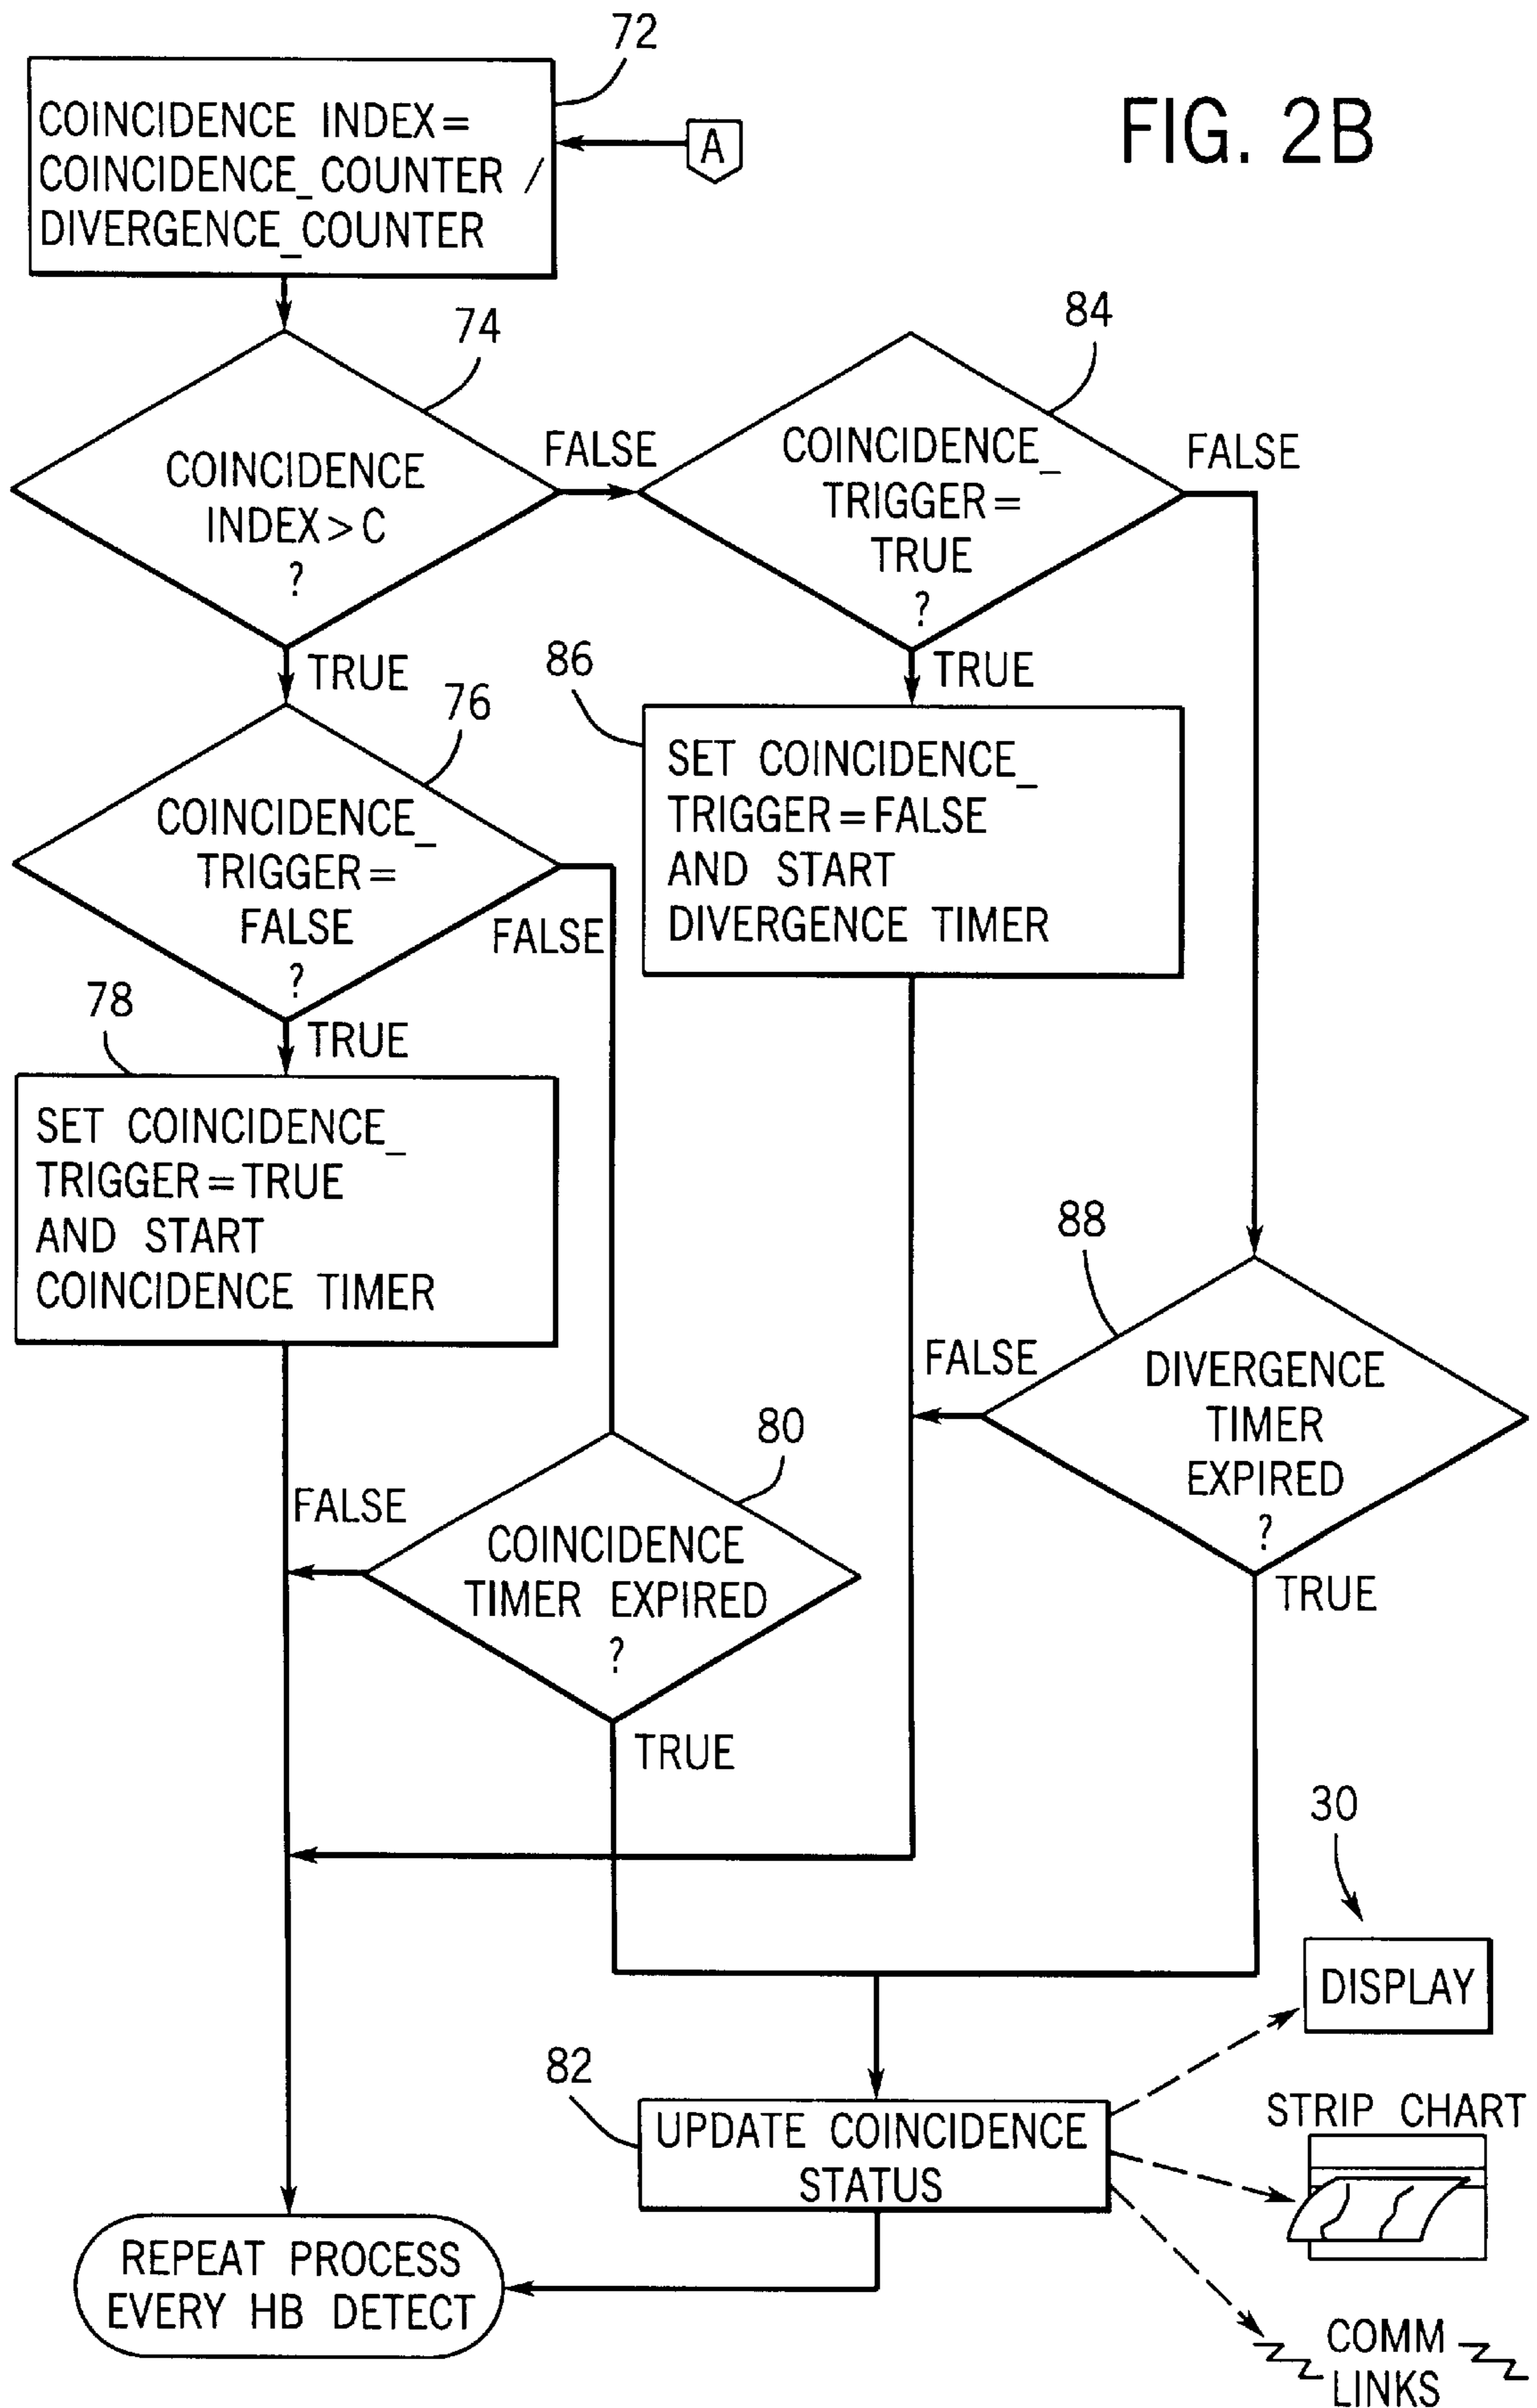 72
FIG. 2B
COINCIDENCE INDEX=
COINCIDENCE_COUNTER /
DIVERGENCE_COUNTER
A
74
COINCIDENCE
INDEX>C
?
FALSE
TRUE
84
COINCIDENCE_
TRIGGER=
TRUE
?
FALSE
TRUE
76
COINCIDENCE_
TRIGGER=
FALSE
?
FALSE
TRUE
86
SET COINCIDENCE_
TRIGGER=FALSE
AND START
DIVERGENCE TIMER
78
SET COINCIDENCE_
TRIGGER=TRUE
AND START
COINCIDENCE TIMER
88
DIVERGENCE
TIMER
EXPIRED
?
FALSE
TRUE
80
COINCIDENCE
TIMER EXPIRED
?
FALSE
TRUE
30
DISPLAY
82
UPDATE COINCIDENCE
STATUS
STRIP CHART
REPEAT PROCESS
EVERY HB DETECT
COMM
LINKS